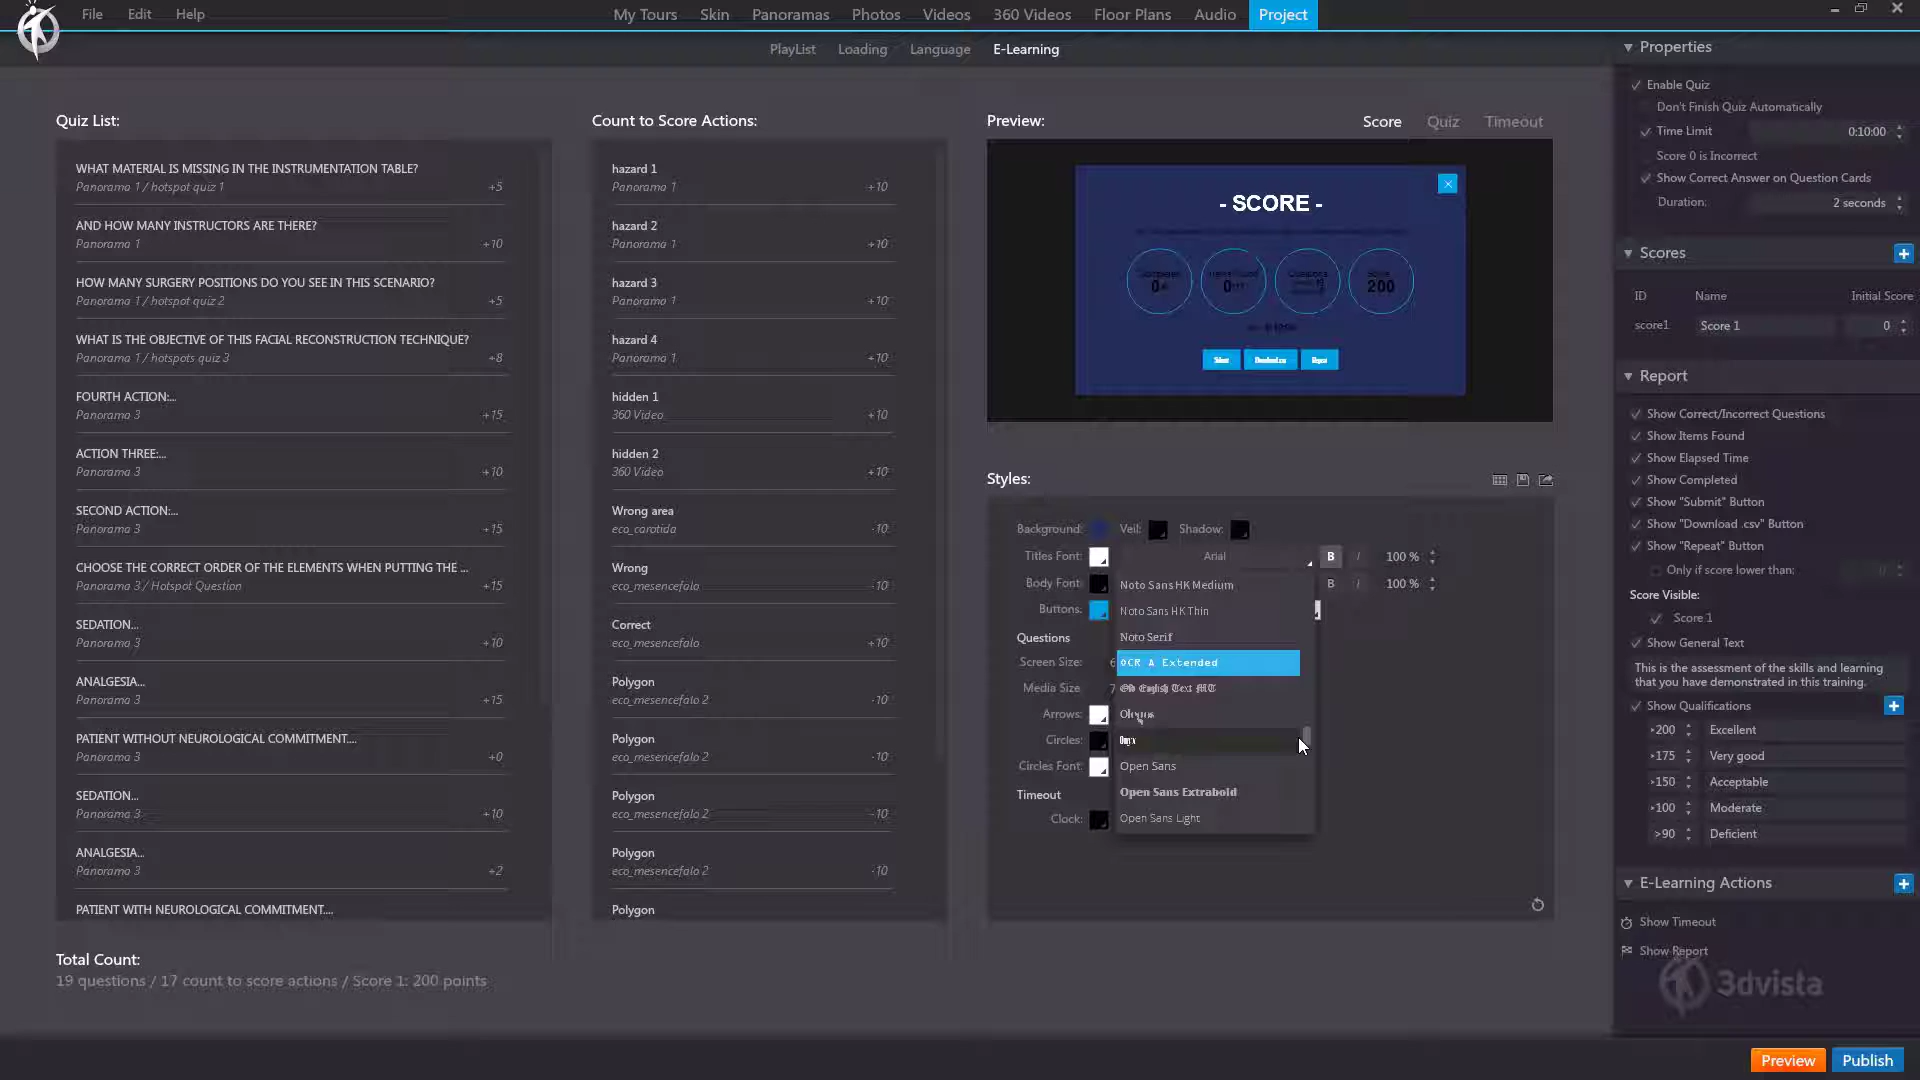 File Edit Help
My Tours Skin Panoramas Photos Videos 360 Videos Floor Plans Audio Project
PlayList Loading Language E-Learning
Quiz List:
WHAT MATERIAL IS MISSING IN THE INSTRUMENTATION TABLE?
Panorama 1 / hotspot quiz 1 +5
AND HOW MANY INSTRUCTORS ARE THERE?
Panorama 1 +10
HOW MANY SURGERY POSITIONS DO YOU SEE IN THIS SCENARIO?
Panorama 1 / hotspot quiz 2 +5
WHAT IS THE OBJECTIVE OF THIS FACIAL RECONSTRUCTION TECHNIQUE?
Panorama 1 / hotspots quiz 3 +8
FOURTH ACTION:...
Panorama 3 +15
ACTION THREE:...
Panorama 3 +10
SECOND ACTION:...
Panorama 3 +15
CHOOSE THE CORRECT ORDER OF THE ELEMENTS WHEN PUTTING THE ...
Panorama 3 / Hotspot Question +15
SEDATION...
Panorama 3 +10
ANALGESIA...
Panorama 3 +15
PATIENT WITHOUT NEUROLOGICAL COMMITMENT....
Panorama 3 +0
SEDATION...
Panorama 3 +10
ANALGESIA...
Panorama 3 +2
PATIENT WITH NEUROLOGICAL COMMITMENT....
Total Count:
19 questions / 17 count to score actions / Score 1: 200 points
Count to Score Actions:
hazard 1
Panorama 1 +10
hazard 2
Panorama 1 +10
hazard 3
Panorama 1 +10
hazard 4
Panorama 1 +10
hidden 1
360 Video +10
hidden 2
360 Video +10
Wrong area
eco_carotida -10
Wrong
eco_mesencefalo -10
Correct
eco_mesencefalo +10
Polygon
eco_mesencefalo 2 +10
Polygon
eco_mesencefalo 2 -10
Polygon
eco_mesencefalo 2 -10
Polygon
eco_mesencefalo 2 -10
Polygon
Preview: Score Quiz Timeout
- SCORE -
0 0 200
Styles:
Background: Veil: Shadow:
Titles Font: Arial B I 100 %
Body Font: B I 100 %
Buttons:
Questions
Screen Size: 6
Media Size: 7
Arrows:
Circles:
Circles Font:
Timeout
Clock:
Noto Sans HK Medium
Noto Sans HK Thin
Noto Serif
OCR A Extended
Old English Text MT
Onyx
Open Sans
Open Sans Extrabold
Open Sans Light
Properties
Enable Quiz
Don't Finish Quiz Automatically
Time Limit 0:10:00
Score 0 is Incorrect
Show Correct Answer on Question Cards
Duration: 2 seconds
Scores
ID Name Initial Score
score1 Score 1 0
Report
Show Correct/Incorrect Questions
Show Items Found
Show Elapsed Time
Show Completed
Show "Submit" Button
Show "Download .csv" Button
Show "Repeat" Button
Only if score lower than: 0
Score Visible:
Score 1
Show General Text
This is the assessment of the skills and learning
that you have demonstrated in this training.
Show Qualifications
>200 Excellent
>175 Very good
>150 Acceptable
>100 Moderate
>90 Deficient
E-Learning Actions
Show Timeout
Show Report
3dvista
Preview Publish